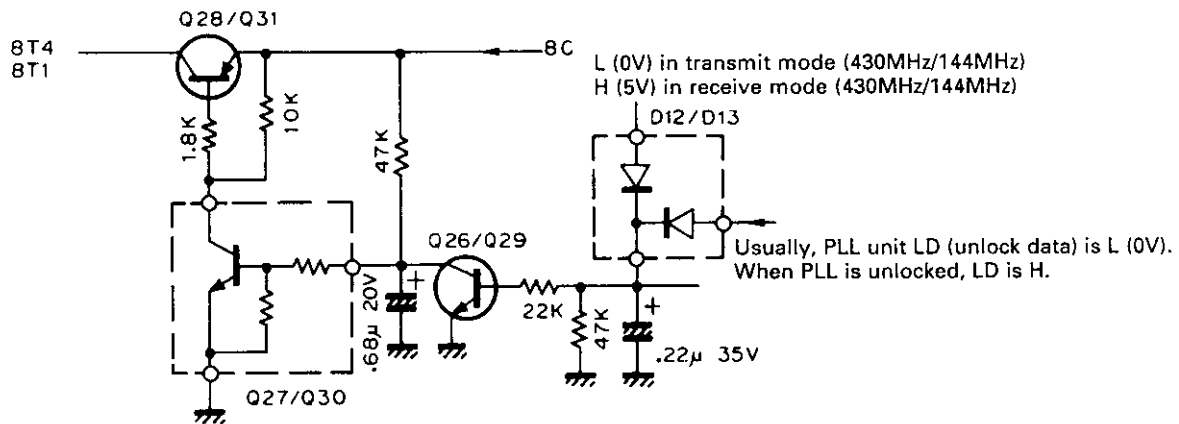 Q28/Q31
8T4
8T1
8C
L (0V) in transmit mode (430MHz/144MHz)
H (5V) in receive mode (430MHz/144MHz)
D12/D13
1.8K
10K
47K
Q26/Q29
Usually, PLL unit LD (unlock data) is L (0V).
When PLL is unlocked, LD is H.
+
.68µ 20V
22K
47K
+
.22µ 35V
Q27/Q30